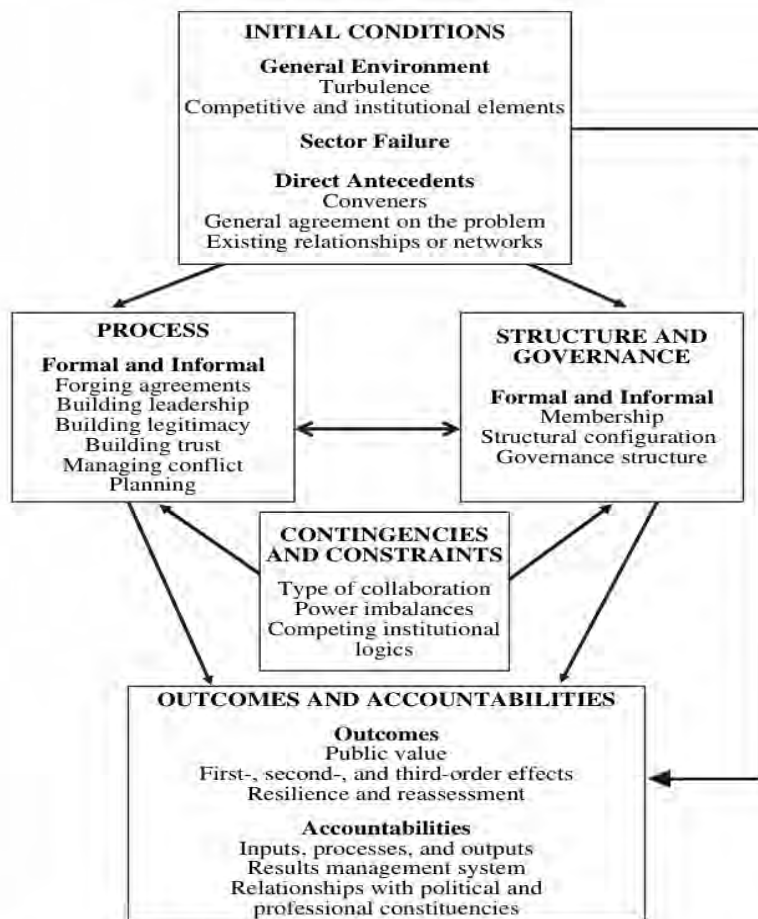 INITIAL CONDITIONS
General Environment
Turbulence
Competitive and institutional elements
Sector Failure
Direct Antecedents
Conveners
General agreement on the problem
Existing relationships or networks
PROCESS
Formal and Informal
Forging agreements
Building leadership
Building legitimacy
Building trust
Managing conflict
Planning
STRUCTURE AND
GOVERNANCE
Formal and Informal
Membership
Structural configuration
Governance structure
CONTINGENCIES
AND CONSTRAINTS
Type of collaboration
Power imbalances
Competing institutional
logics
OUTCOMES AND ACCOUNTABILITIES
Outcomes
Public value
First-, second-, and third-order effects
Resilience and reassessment
Accountabilities
Inputs, processes, and outputs
Results management system
Relationships with political and
professional constituencies